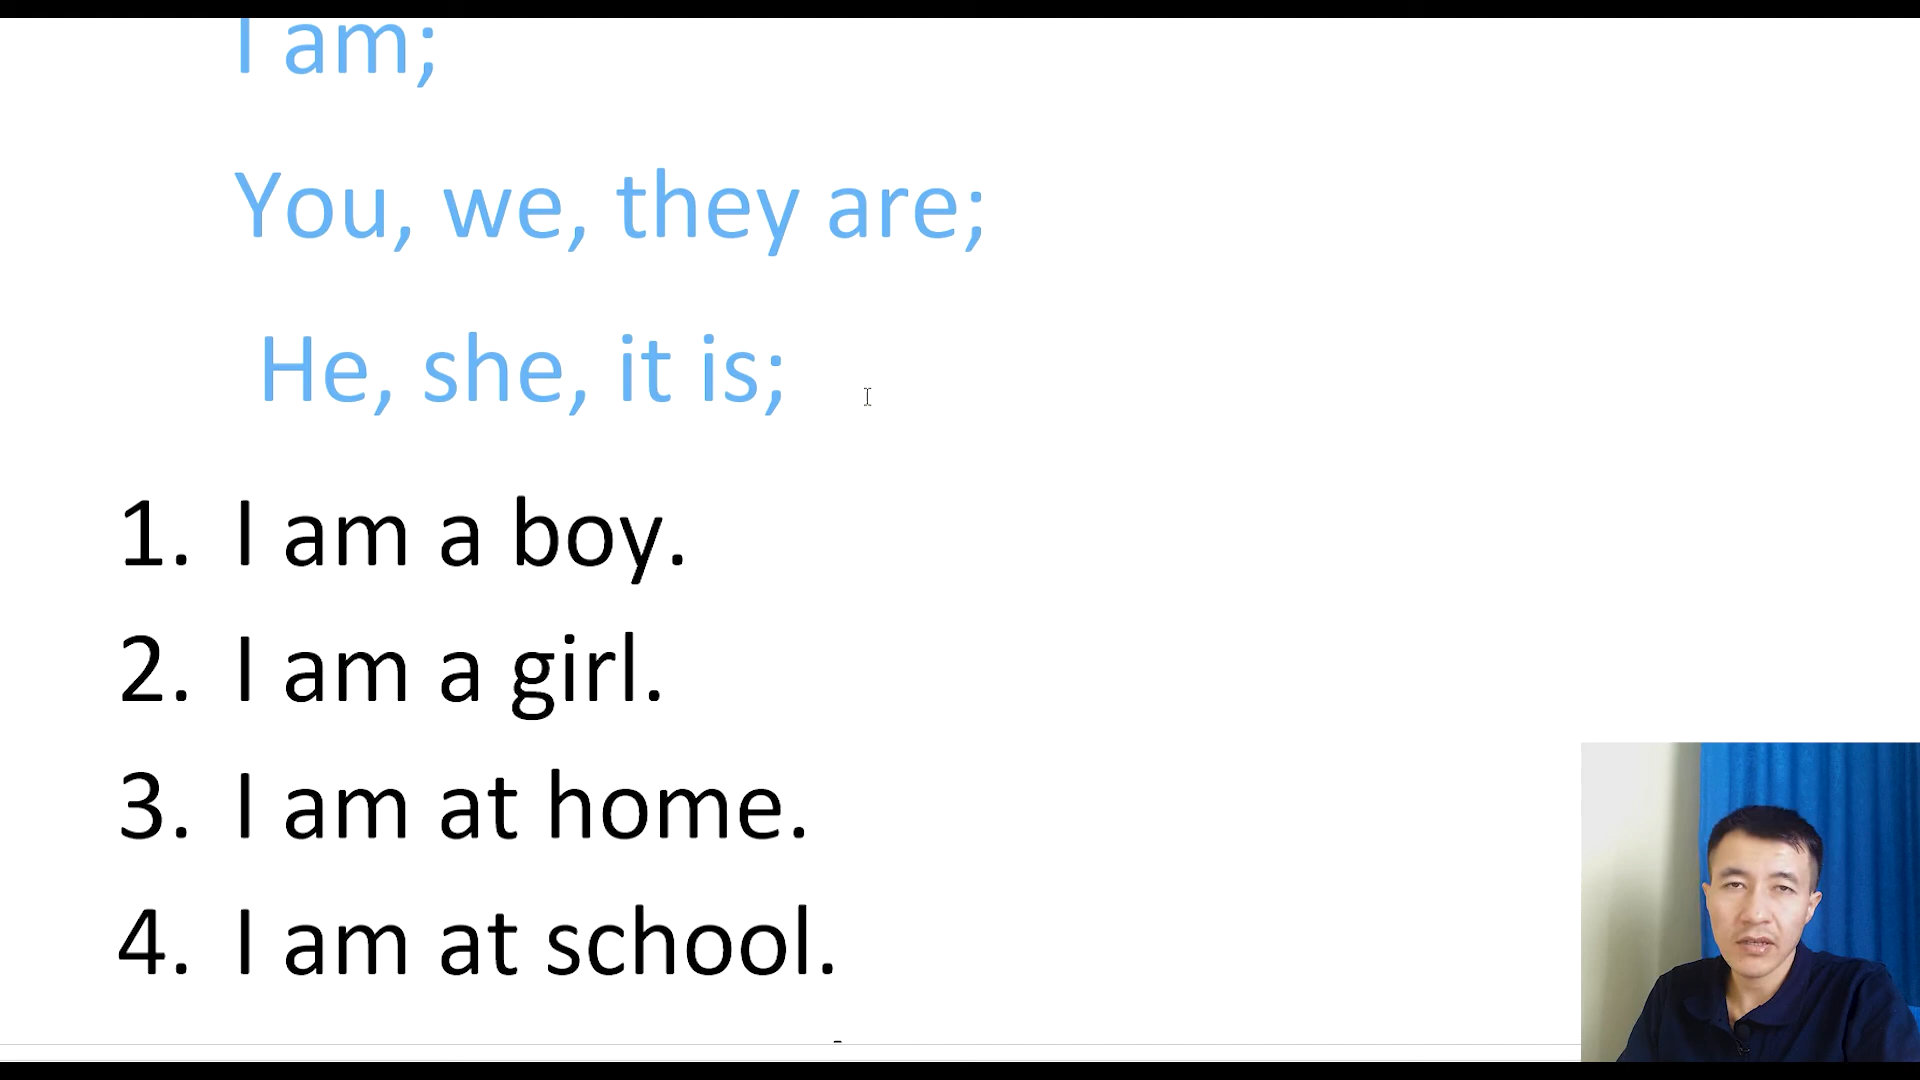 I am;
You, we, they are;
He, she, it is;
1. I am a boy.
2. I am a girl.
3. I am at home.
4. I am at school.